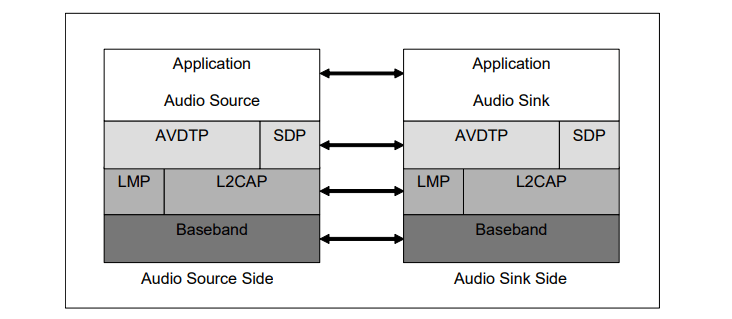 Application Application
Audio Source Audio Sink
AVDTP SDP AVDTP SDP
LMP L2CAP LMP L2CAP
Baseband Baseband
Audio Source Side Audio Sink Side